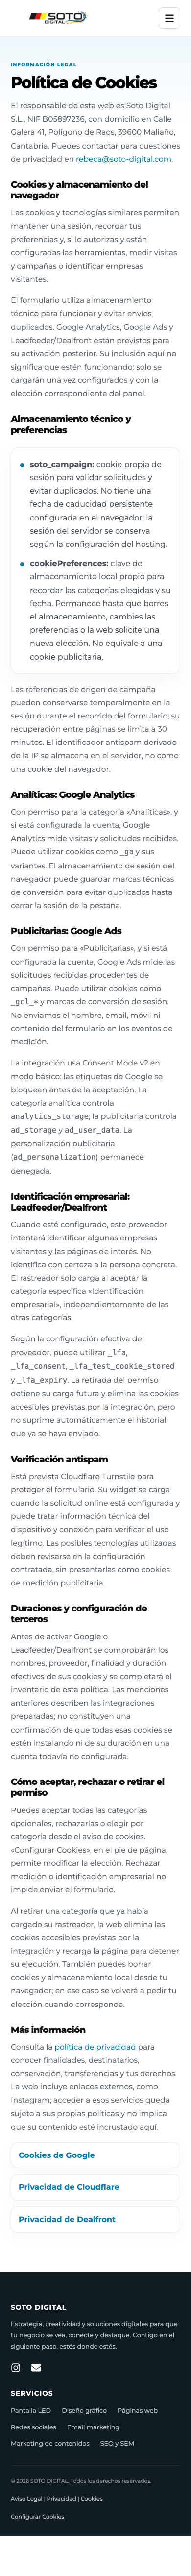 SOTO
DIGITAL
INFORMACIÓN LEGAL
Política de Cookies
El responsable de esta web es Soto Digital
S.L., NIF B05897236, con domicilio en Calle
Galera 41, Polígono de Raos, 39600 Maliaño,
Cantabria. Puedes contactar para cuestiones
de privacidad en rebeca@soto-digital.com.
Cookies y almacenamiento del
navegador
Las cookies y tecnologías similares permiten
mantener una sesión, recordar tus
preferencias y, si lo autorizas y están
configuradas las herramientas, medir visitas
y campañas o identificar empresas
visitantes.
El formulario utiliza almacenamiento
técnico para funcionar y evitar envíos
duplicados. Google Analytics, Google Ads y
Leadfeeder/Dealfront están previstos para
su activación posterior. Su inclusión aquí no
significa que estén funcionando: solo se
cargarán una vez configurados y con la
elección correspondiente del panel.
Almacenamiento técnico y
preferencias
soto_campaign: cookie propia de
sesión para validar solicitudes y
evitar duplicados. No tiene una
fecha de caducidad persistente
configurada en el navegador; la
sesión del servidor se conserva
según la configuración del hosting.
cookiePreferences: clave de
almacenamiento local propio para
recordar las categorías elegidas y su
fecha. Permanece hasta que borres
el almacenamiento, cambies las
preferencias o la web solicite una
nueva elección. No equivale a una
cookie publicitaria.
Las referencias de origen de campaña
pueden conservarse temporalmente en la
sesión durante el recorrido del formulario; su
recuperación entre páginas se limita a 30
minutos. El identificador antispam derivado
de la IP se almacena en el servidor, no como
una cookie del navegador.
Analíticas: Google Analytics
Con permiso para la categoría «Analíticas», y
si está configurada la cuenta, Google
Analytics mide visitas y solicitudes recibidas.
Puede utilizar cookies como _ga y sus
variantes. El almacenamiento de sesión del
navegador puede guardar marcas técnicas
de conversión para evitar duplicados hasta
cerrar la sesión de la pestaña.
Publicitarias: Google Ads
Con permiso para «Publicitarias», y si está
configurada la cuenta, Google Ads mide las
solicitudes recibidas procedentes de
campañas. Puede utilizar cookies como
_gcl_* y marcas de conversión de sesión.
No enviamos el nombre, email, móvil ni
contenido del formulario en los eventos de
medición.
La integración usa Consent Mode v2 en
modo básico: las etiquetas de Google se
bloquean antes de la aceptación. La
categoría analítica controla
analytics_storage; la publicitaria controla
ad_storage y ad_user_data. La
personalización publicitaria
(ad_personalization) permanece
denegada.
Identificación empresarial:
Leadfeeder/Dealfront
Cuando esté configurado, este proveedor
intentará identificar algunas empresas
visitantes y las páginas de interés. No
identifica con certeza a la persona concreta.
El rastreador solo se carga al aceptar la
categoría específica «Identificación
empresarial», independientemente de las
otras categorías.
Según la configuración efectiva del
proveedor, puede utilizar _lfa,
_lfa_consent, _lfa_test_cookie_stored
y _lfa_expiry. La retirada del permiso
detiene su carga futura y elimina las cookies
accesibles previstas por la integración, pero
no suprime automáticamente el historial
que ya se haya enviado.
Verificación antispam
Está prevista Cloudflare Turnstile para
proteger el formulario. Su widget se carga
cuando la solicitud online está configurada y
puede tratar información técnica del
dispositivo y conexión para verificar el uso
legítimo. Las posibles tecnologías utilizadas
deben revisarse en la configuración
contratada, sin presentarlas como cookies
de medición publicitaria.
Duraciones y configuración de
terceros
Antes de activar Google o
Leadfeeder/Dealfront se comprobarán los
nombres, proveedor, finalidad y duración
efectivos de sus cookies y se completará el
inventario de esta política. Las menciones
anteriores describen las integraciones
preparadas; no constituyen una
confirmación de que todas esas cookies se
estén instalando ni de su duración en una
cuenta todavía no configurada.
Cómo aceptar, rechazar o retirar el
permiso
Puedes aceptar todas las categorías
opcionales, rechazarlas o elegir por
categoría desde el aviso de cookies.
«Configurar Cookies», en el pie de página,
permite modificar la elección. Rechazar
medición o identificación empresarial no
impide enviar el formulario.
Al retirar una categoría que ya había
cargado su rastreador, la web elimina las
cookies accesibles previstas por la
integración y recarga la página para detener
su ejecución. También puedes borrar
cookies y almacenamiento local desde tu
navegador; en ese caso se volverá a pedir tu
elección cuando corresponda.
Más información
Consulta la política de privacidad para
conocer finalidades, destinatarios,
conservación, transferencias y tus derechos.
La web incluye enlaces externos, como
Instagram; acceder a esos servicios queda
sujeto a sus propias políticas y no implica
que su contenido esté incrustado aquí.
Cookies de Google
Privacidad de Cloudflare
Privacidad de Dealfront
SOTO DIGITAL
Estrategia, creatividad y soluciones digitales para que
tu negocio se vea, conecte y destaque. Contigo en el
siguiente paso, estés donde estés.
SERVICIOS
Pantalla LED Diseño gráfico Páginas web
Redes sociales Email marketing
Marketing de contenidos SEO y SEM
© 2026 SOTO DIGITAL. Todos los derechos reservados.
Aviso Legal | Privacidad | Cookies
Configurar Cookies